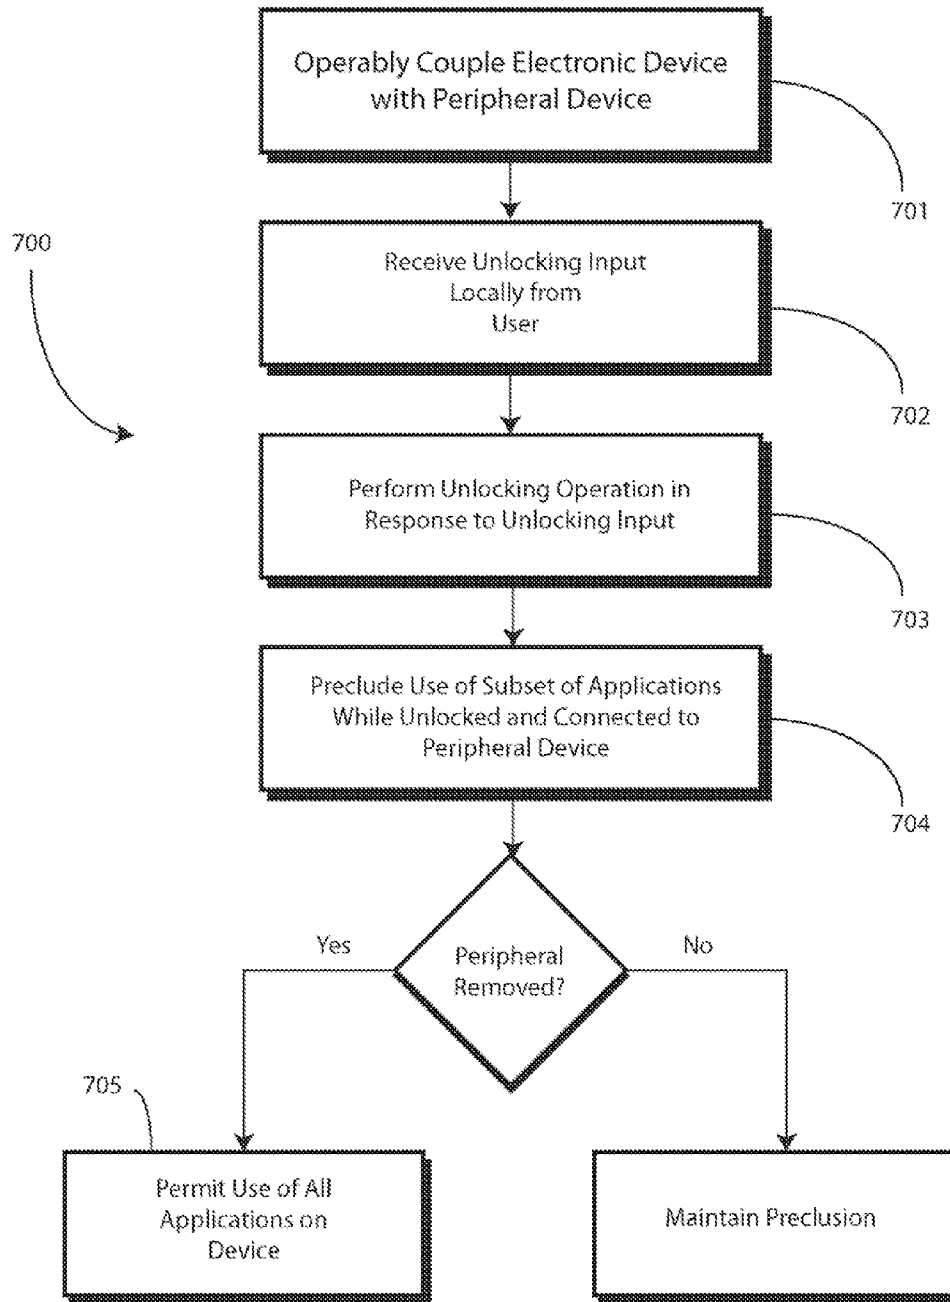 Operably Couple Electronic Device
with Peripheral Device
701
700
Receive Unlocking Input
Locally from
User
702
Perform Unlocking Operation in
Response to Unlocking Input
703
Preclude Use of Subset of Applications
While Unlocked and Connected to
Peripheral Device
704
Yes
Peripheral
Removed?
No
705
Permit Use of All
Applications on
Device
Maintain Preclusion